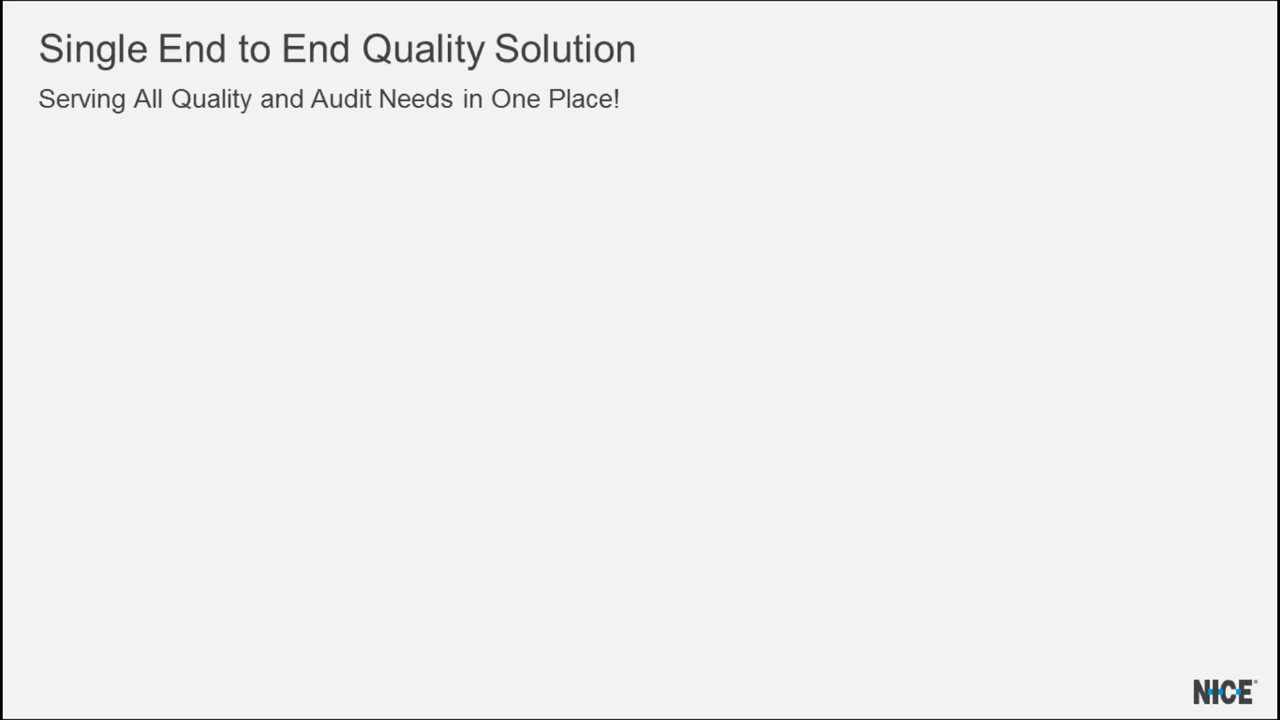 Single End to End Quality Solution
Serving All Quality and Audit Needs in One Place!
NICE®